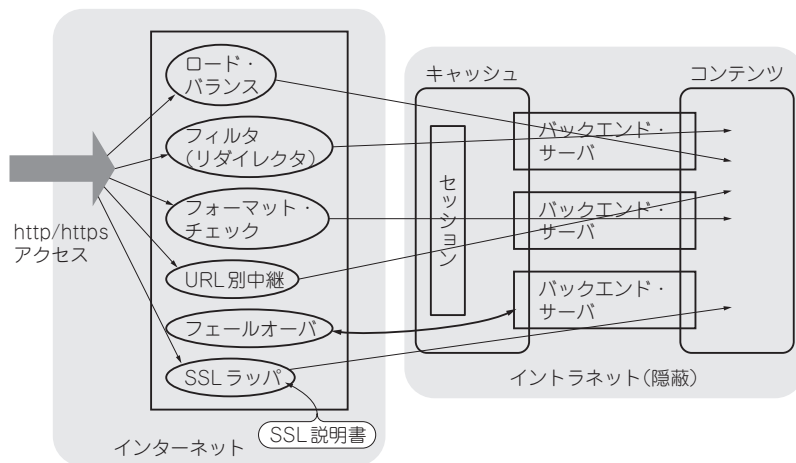 http/https
アクセス
ロード・
バランス
フィルタ
(リダイレクタ)
フォーマット・
チェック
URL別中継
フェールオーバ
SSLラッパ
SSL説明書
インターネット
キャッシュ
セッション
バックエンド・
サーバ
バックエンド・
サーバ
バックエンド・
サーバ
コンテンツ
イントラネット(隠蔽)